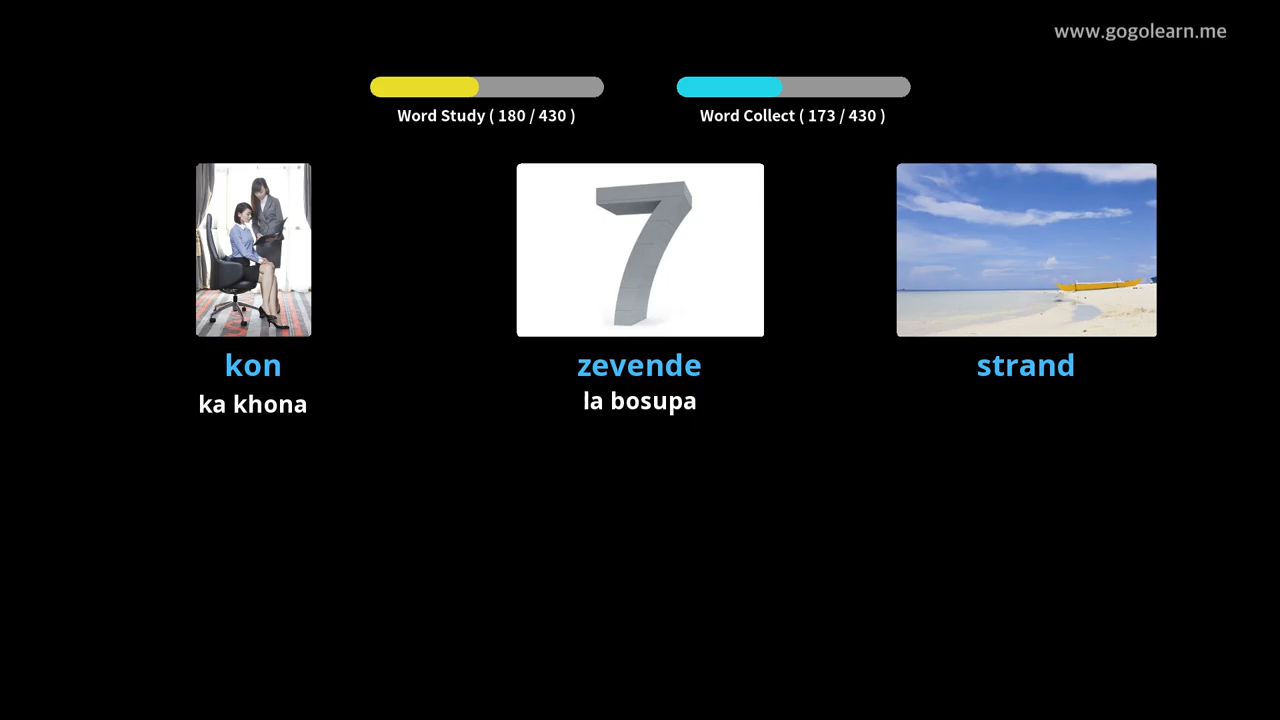 www.gogolearn.me
Word Study ( 180 / 430 )
Word Collect ( 173 / 430 )
kon
ka khona
zevende
la bosupa
strand